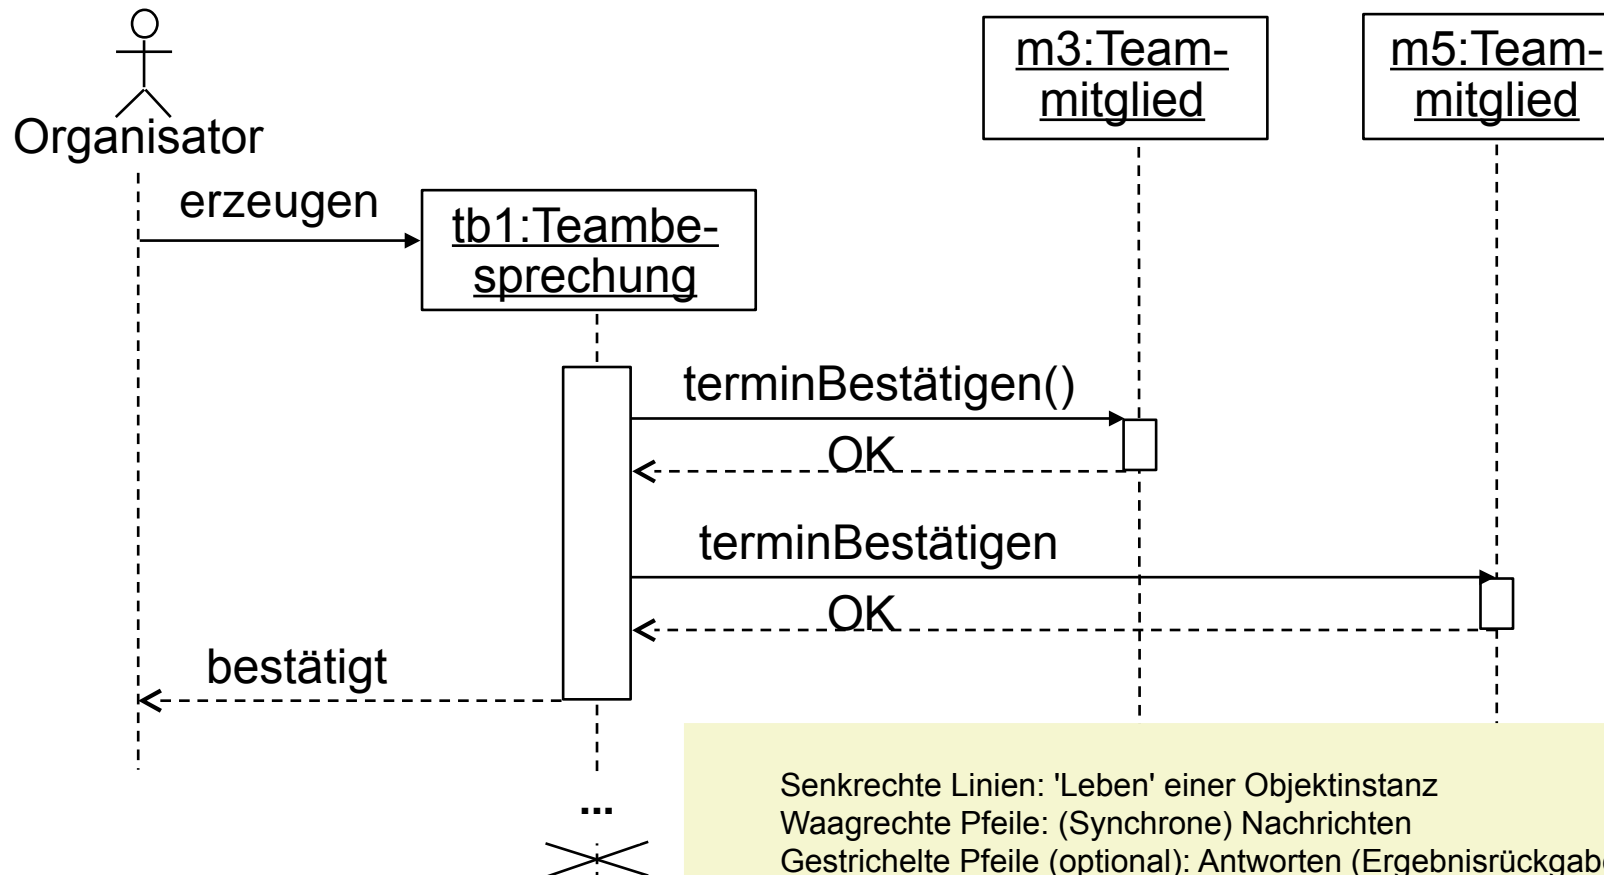 m3:Team-
mitglied
m5:Team-
mitglied
Organisator
erzeugen
tb1:Teambe-
sprechung
terminBestätigen()
OK
terminBestätigen
OK
bestätigt
...
Senkrechte Linien: 'Leben' einer Objektinstanz
Waagrechte Pfeile: (Synchrone) Nachrichten
Gestrichelte Pfeile (optional): Antworten (Ergebnisrückgabe